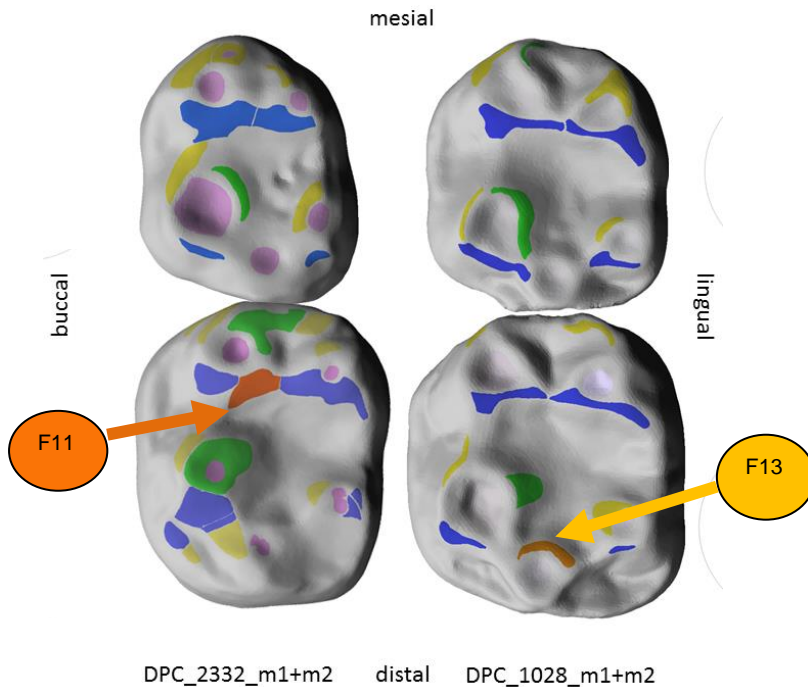 mesial
buccal
lingual
F11
F13
DPC_2332_m1+m2 distal DPC_1028_m1+m2